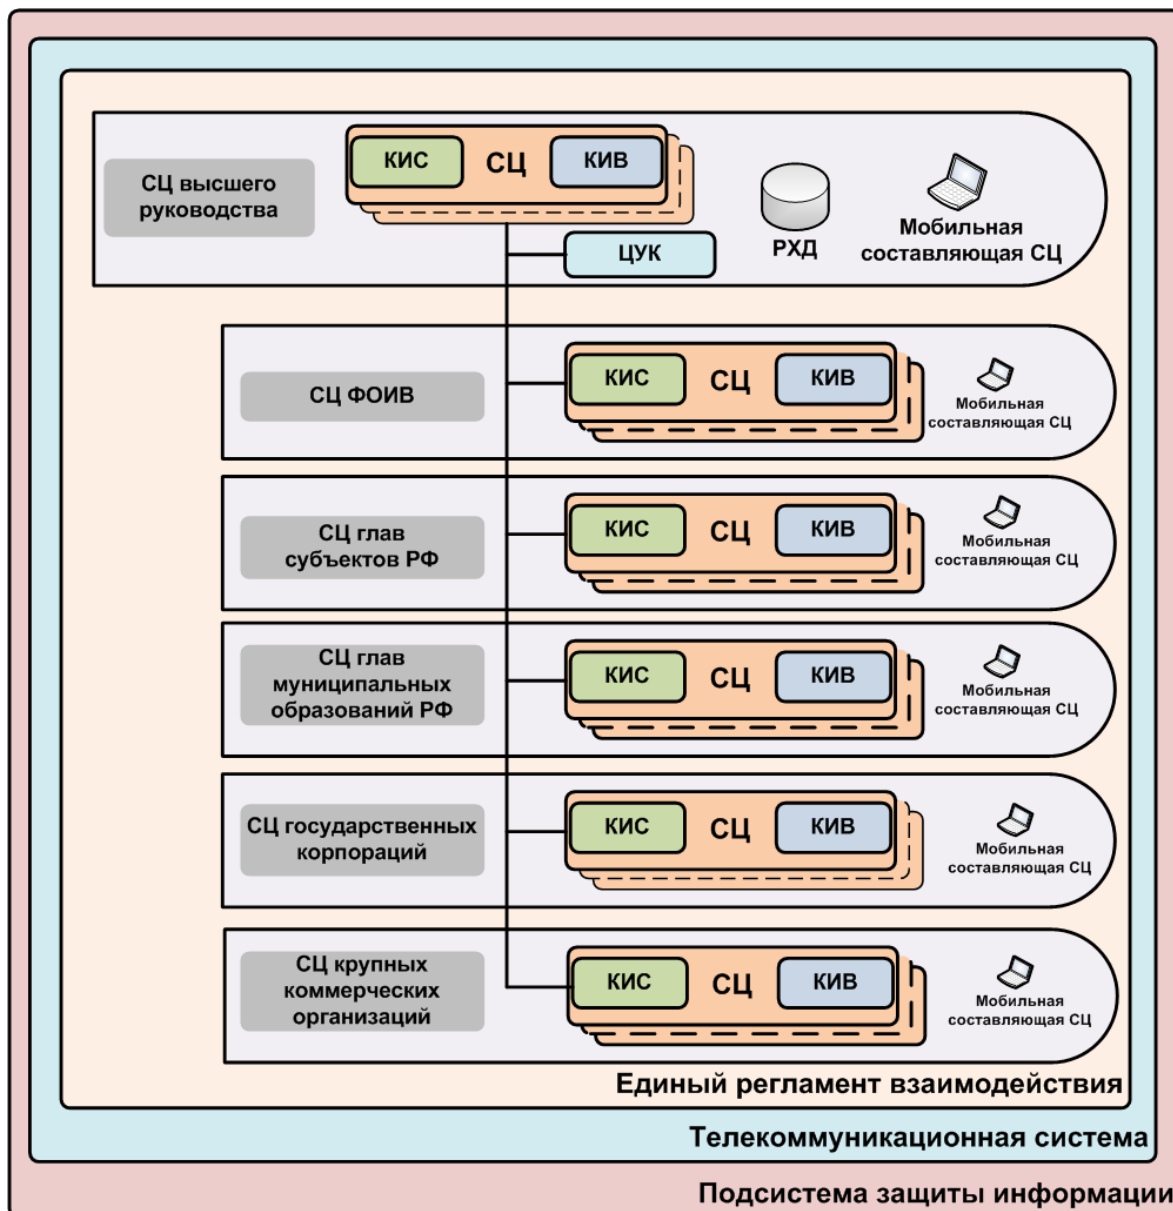 КИС
СЦ
КИВ
СЦ высшего
руководства
ЦУК
РХД
Мобильная
составляющая СЦ
СЦ ФОИВ
КИС
СЦ
КИВ
Мобильная
составляющая СЦ
СЦ глав
субъектов РФ
КИС
СЦ
КИВ
Мобильная
составляющая СЦ
СЦ глав
муниципальных
образований РФ
КИС
СЦ
КИВ
Мобильная
составляющая СЦ
СЦ государственных
корпораций
КИС
СЦ
КИВ
Мобильная
составляющая СЦ
СЦ крупных
коммерческих
организаций
КИС
СЦ
КИВ
Мобильная
составляющая СЦ
Единый регламент взаимодействия
Телекоммуникационная система
Подсистема защиты информации